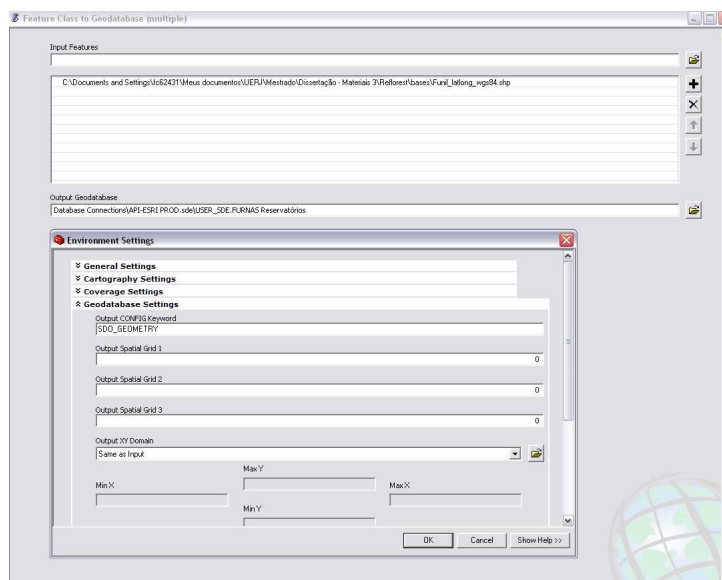 Feature Class to Geodatabase (multiple)
Input Features
C:\Documents and Settings\lc62431\Meus documentos\UERJ\Mestrado\Dissertação - Materiais 3\Reflorest\bases\Funil_latlong_wgs84.shp
Output Geodatabase
Database Connections\API-ESRI PROD.sde\USER_SDE.FURNAS Reservatórios
Environment Settings
General Settings
Cartography Settings
Coverage Settings
Geodatabase Settings
Output CONFIG Keyword
SDO_GEOMETRY
Output Spatial Grid 1
0
Output Spatial Grid 2
0
Output Spatial Grid 3
0
Output XY Domain
Same as Input
Max Y
Min X
Max X
Min Y
OK
Cancel
Show Help >>